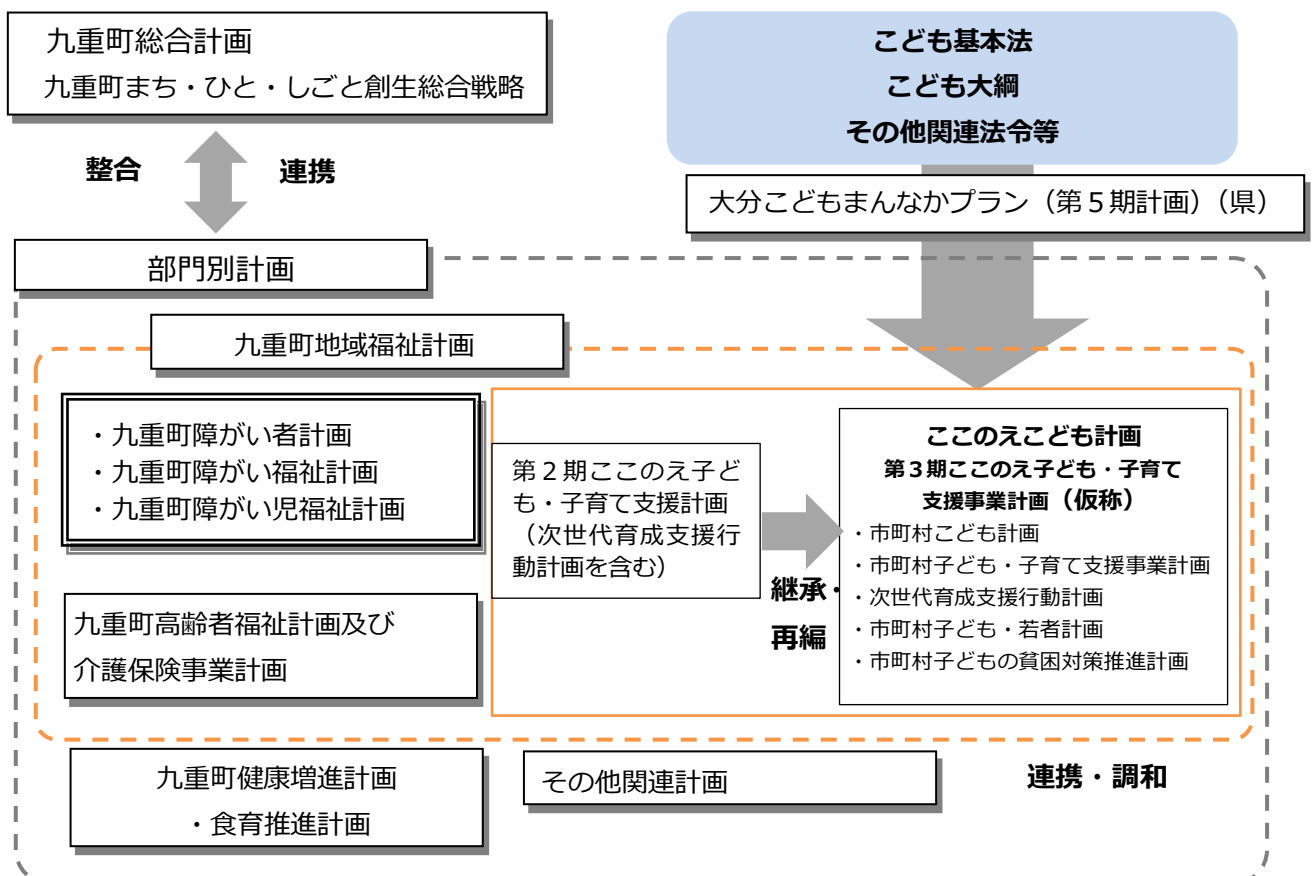 九重町総合計画
九重町まち・ひと・しごと創生総合戦略
こども基本法
こども大綱
その他関連法令等
整合
連携
大分こどもまんなかプラン（第５期計画）（県）
部門別計画
九重町地域福祉計画
・九重町障がい者計画
・九重町障がい福祉計画
・九重町障がい児福祉計画
九重町高齢者福祉計画及び
介護保険事業計画
第２期ここのえ子ど
も・子育て支援計画
（次世代育成支援行
動計画を含む）
継承・
再編
ここのえこども計画
第３期ここのえ子ども・子育て
支援事業計画（仮称）
・市町村こども計画
・市町村子ども・子育て支援事業計画
・次世代育成支援行動計画
・市町村子ども・若者計画
・市町村子どもの貧困対策推進計画
九重町健康増進計画
・食育推進計画
その他関連計画
連携・調和